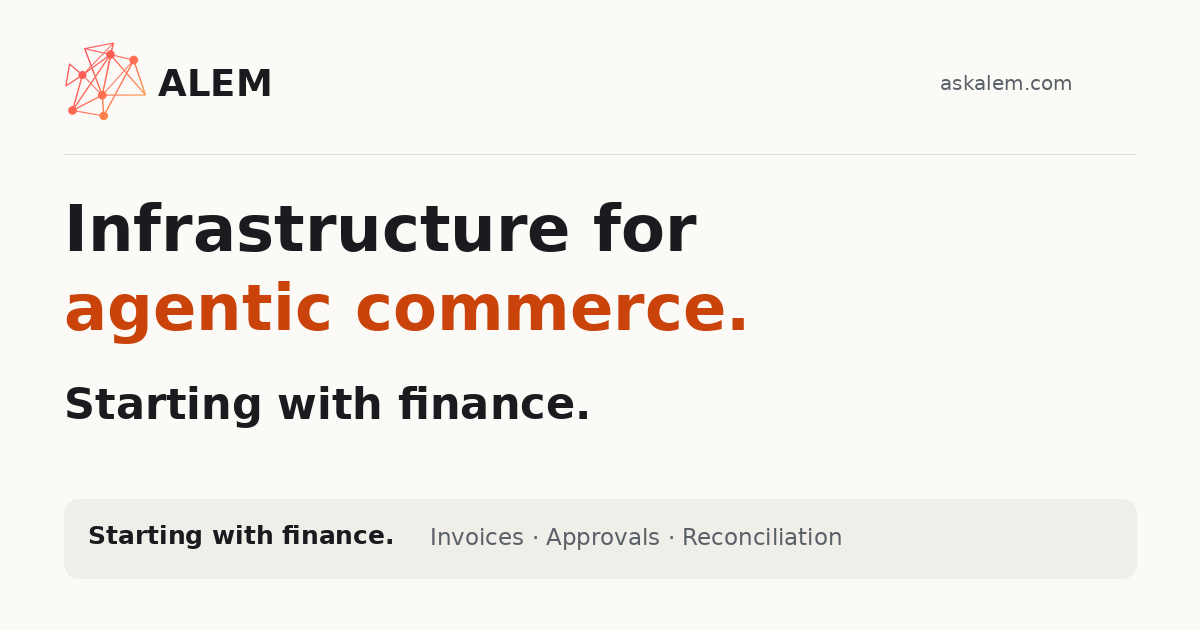 ALEM
askalem.com
Infrastructure for
agentic commerce.
Starting with finance.
Starting with finance. Invoices · Approvals · Reconciliation